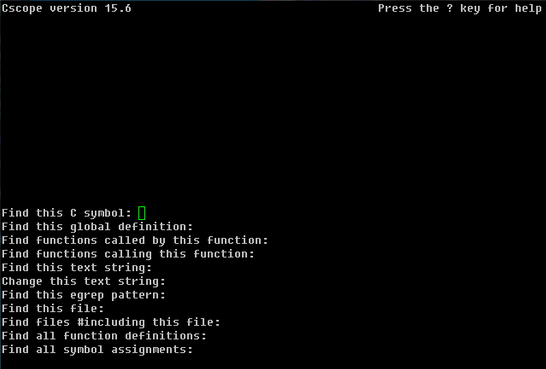 Cscope version 15.6 Press the ? key for help
Find this C symbol:
Find this global definition:
Find functions called by this function:
Find functions calling this function:
Find this text string:
Change this text string:
Find this egrep pattern:
Find this file:
Find files #including this file:
Find all function definitions:
Find all symbol assignments: